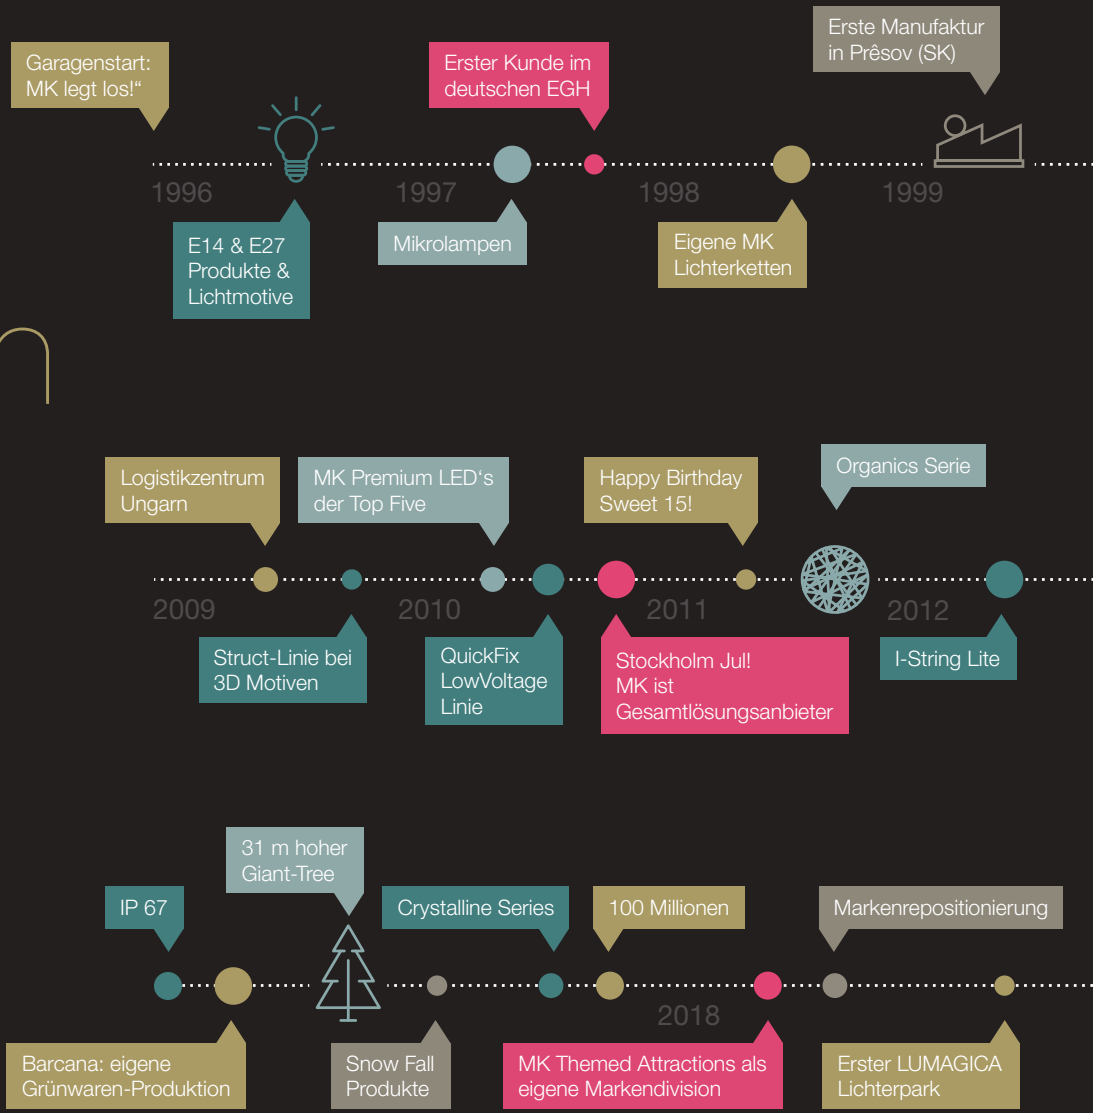 Erste Manufaktur
in Prêsov (SK)
Garagenstart:
MK legt los!“
Erster Kunde im
deutschen EGH
1996
1997
1998
1999
E14 & E27
Produkte &
Lichtmotive
Mikrolampen
Eigene MK
Lichterketten
Logistikzentrum
Ungarn
MK Premium LED‘s
der Top Five
Happy Birthday
Sweet 15!
Organics Serie
2009
2010
2011
2012
Struct-Linie bei
3D Motiven
QuickFix
LowVoltage
Linie
Stockholm Jul!
MK ist
Gesamtlösungsanbieter
I-String Lite
31 m hoher
Giant-Tree
IP 67
Crystalline Series
100 Millionen
Markenrepositionierung
2018
Barcana: eigene
Grünwaren-Produktion
Snow Fall
Produkte
MK Themed Attractions als
eigene Markendivision
Erster LUMAGICA
Lichterpark